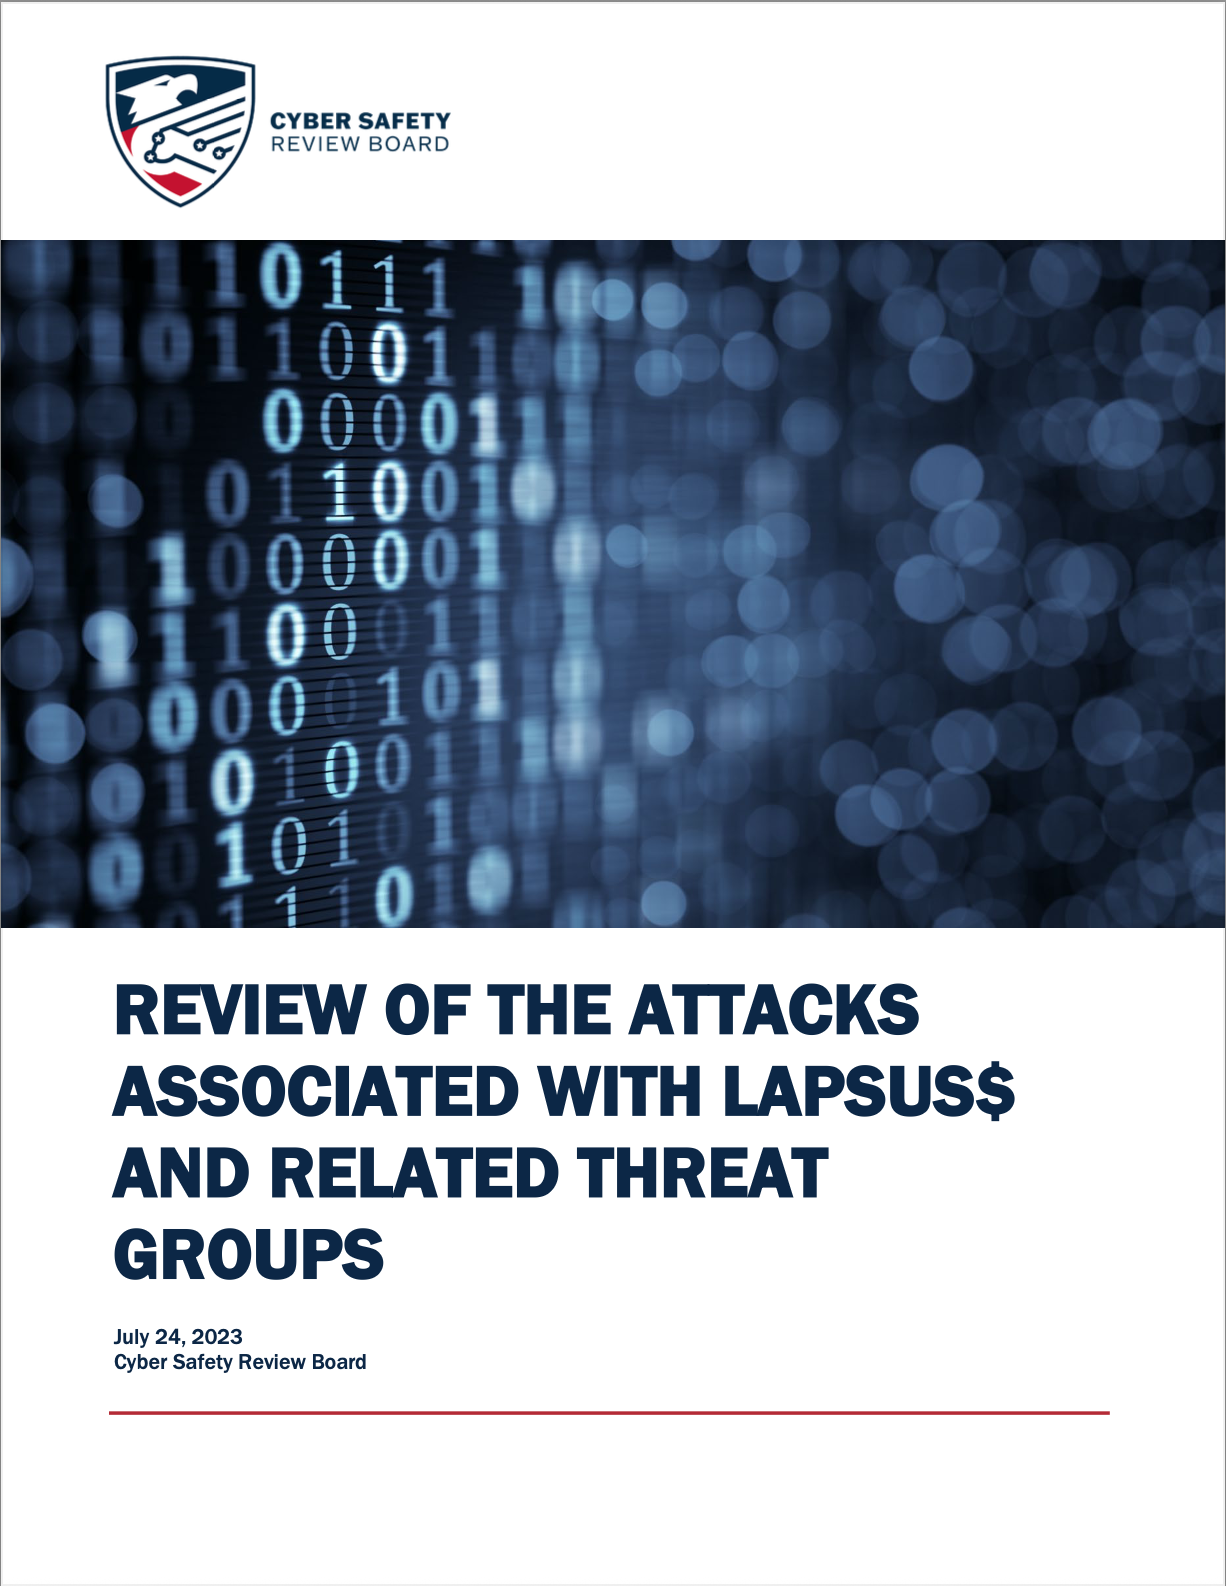 CYBER SAFETY
REVIEW BOARD
REVIEW OF THE ATTACKS
ASSOCIATED WITH LAPSUS$
AND RELATED THREAT
GROUPS
July 24, 2023
Cyber Safety Review Board